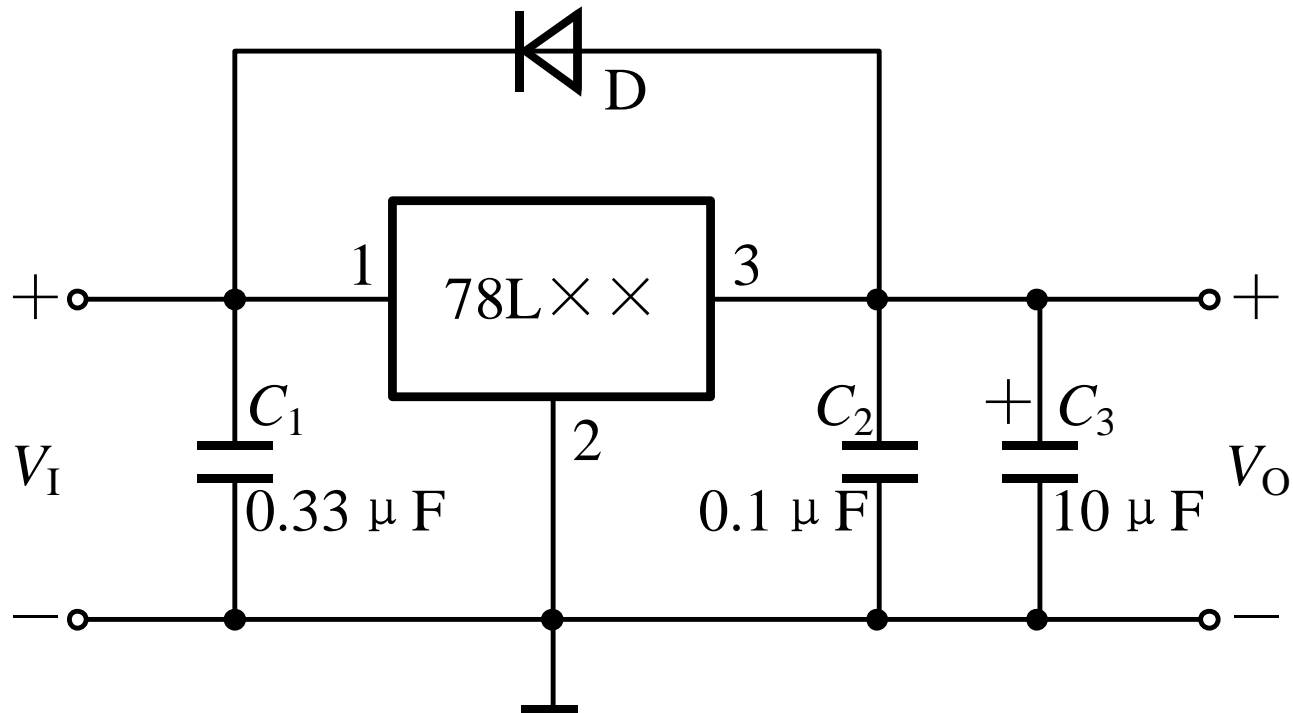 D
1
78L××
3
+
+
C1
C2
+
C3
2
VI
VO
0.33 μF
0.1 μF
10 μF
−
−